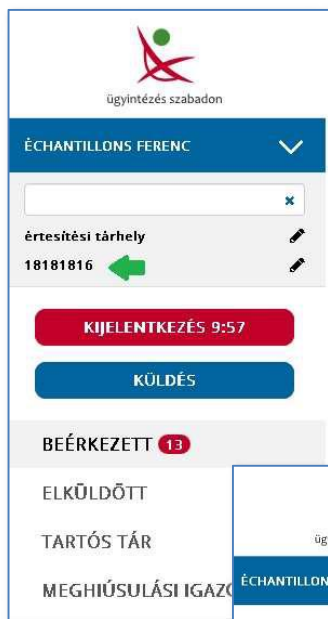 ügyintézés szabadon
ÉCHANTILLONS FERENC
értesítési tárhely
18181816
KIJELENTKEZÉS 9:57
KÜLDÉS
BEÉRKEZETT 13
ELKÜLDÖTT
TARTÓS TÁR
MEGHIÚSULÁSI IGAZO
üg
ÉCHANTILLON